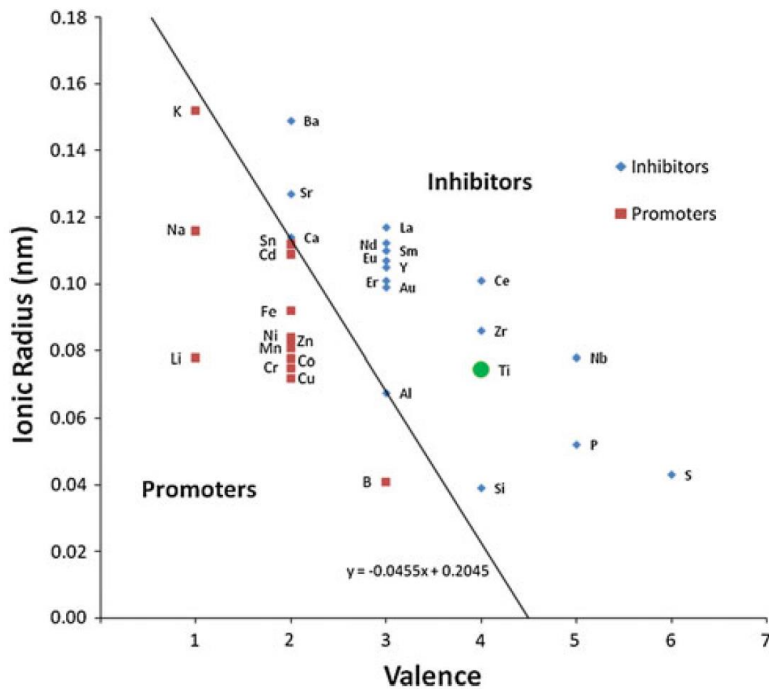 0.18
0.16
0.14
0.12
0.10
0.08
0.06
0.04
0.02
0.00
Ionic Radius (nm)
K
Ba
Inhibitors
Inhibitors
Promoters
Sr
Na
Ca
Sn
Cd
La
Nd
Sm
Eu
Y
Er
Au
Ce
Fe
Ni
Zn
Mn
Co
Cr
Cu
Li
Zr
Ti
Nb
Al
P
S
B
Si
Promoters
y = -0.0455x + 0.2045
1 2 3 4 5 6 7
Valence